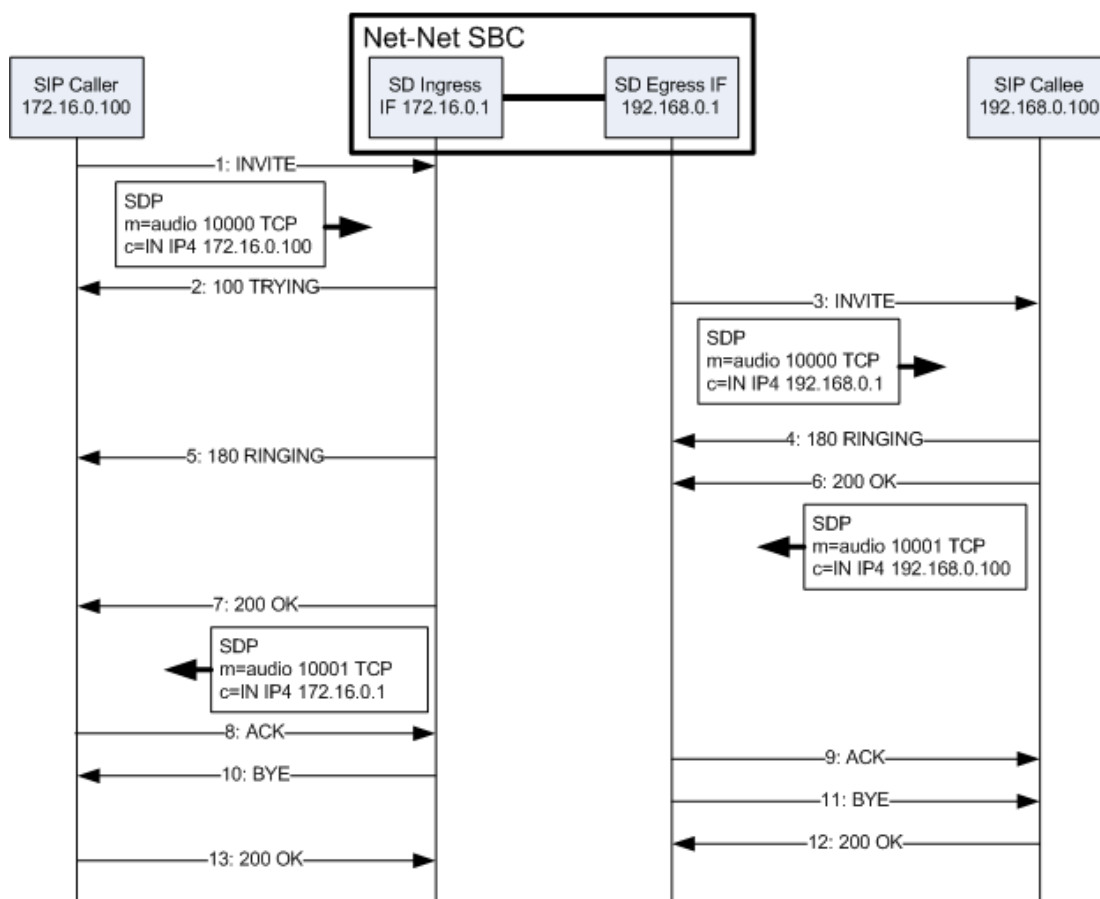 Net-Net SBC
SIP Caller
172.16.0.100
SD Ingress
IF 172.16.0.1
SD Egress IF
192.168.0.1
SIP Callee
192.168.0.100
1: INVITE
SDP
m=audio 10000 TCP
c=IN IP4 172.16.0.100
2: 100 TRYING
3: INVITE
SDP
m=audio 10000 TCP
c=IN IP4 192.168.0.1
4: 180 RINGING
5: 180 RINGING
6: 200 OK
SDP
m=audio 10001 TCP
c=IN IP4 192.168.0.100
7: 200 OK
SDP
m=audio 10001 TCP
c=IN IP4 172.16.0.1
8: ACK
9: ACK
10: BYE
11: BYE
12: 200 OK
13: 200 OK